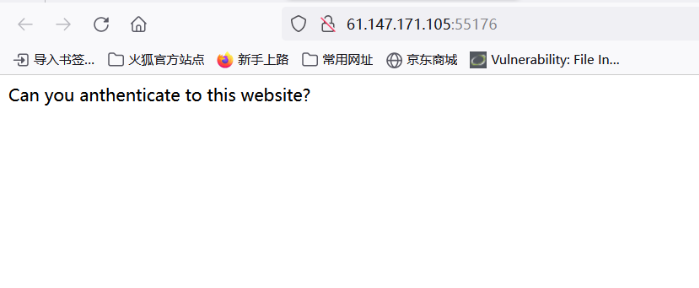 61.147.171.105:55176
导入书签... 火狐官方站点 新手上路 常用网址 京东商城 Vulnerability: File In...
Can you anthenticate to this website?